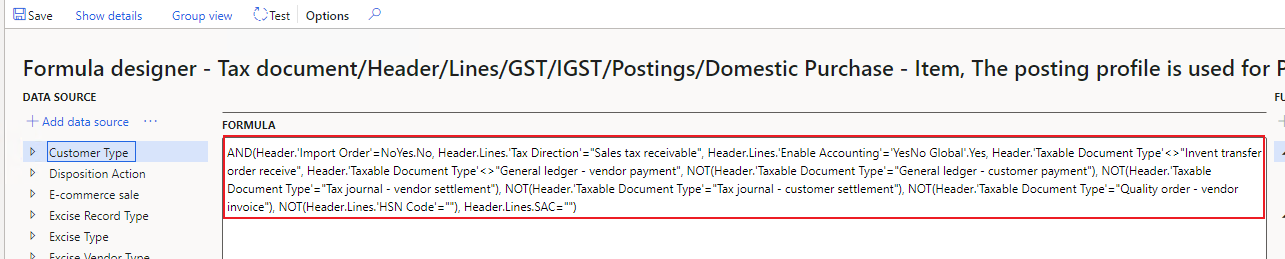 Save Show details Group view Test Options
Formula designer - Tax document/Header/Lines/GST/IGST/Postings/Domestic Purchase - Item, The posting profile is used for P
DATA SOURCE
+ Add data source ...
Customer Type
Disposition Action
E-commerce sale
Excise Record Type
Excise Type
Excise Vendor Type
FORMULA
AND(Header.'Import Order'=NoYes.No, Header.Lines.'Tax Direction'="Sales tax receivable", Header.Lines.'Enable Accounting'='YesNo Global'.Yes, Header.'Taxable Document Type'<>"Invent transfer
order receive", Header.'Taxable Document Type'<>"General ledger - vendor payment", NOT(Header.'Taxable Document Type'="General ledger - customer payment"), NOT(Header.'Taxable
Document Type'="Tax journal - vendor settlement"), NOT(Header.'Taxable Document Type'="Tax journal - customer settlement"), NOT(Header.'Taxable Document Type'="Quality order - vendor
invoice"), NOT(Header.Lines.'HSN Code'=""), Header.Lines.SAC="")
FU